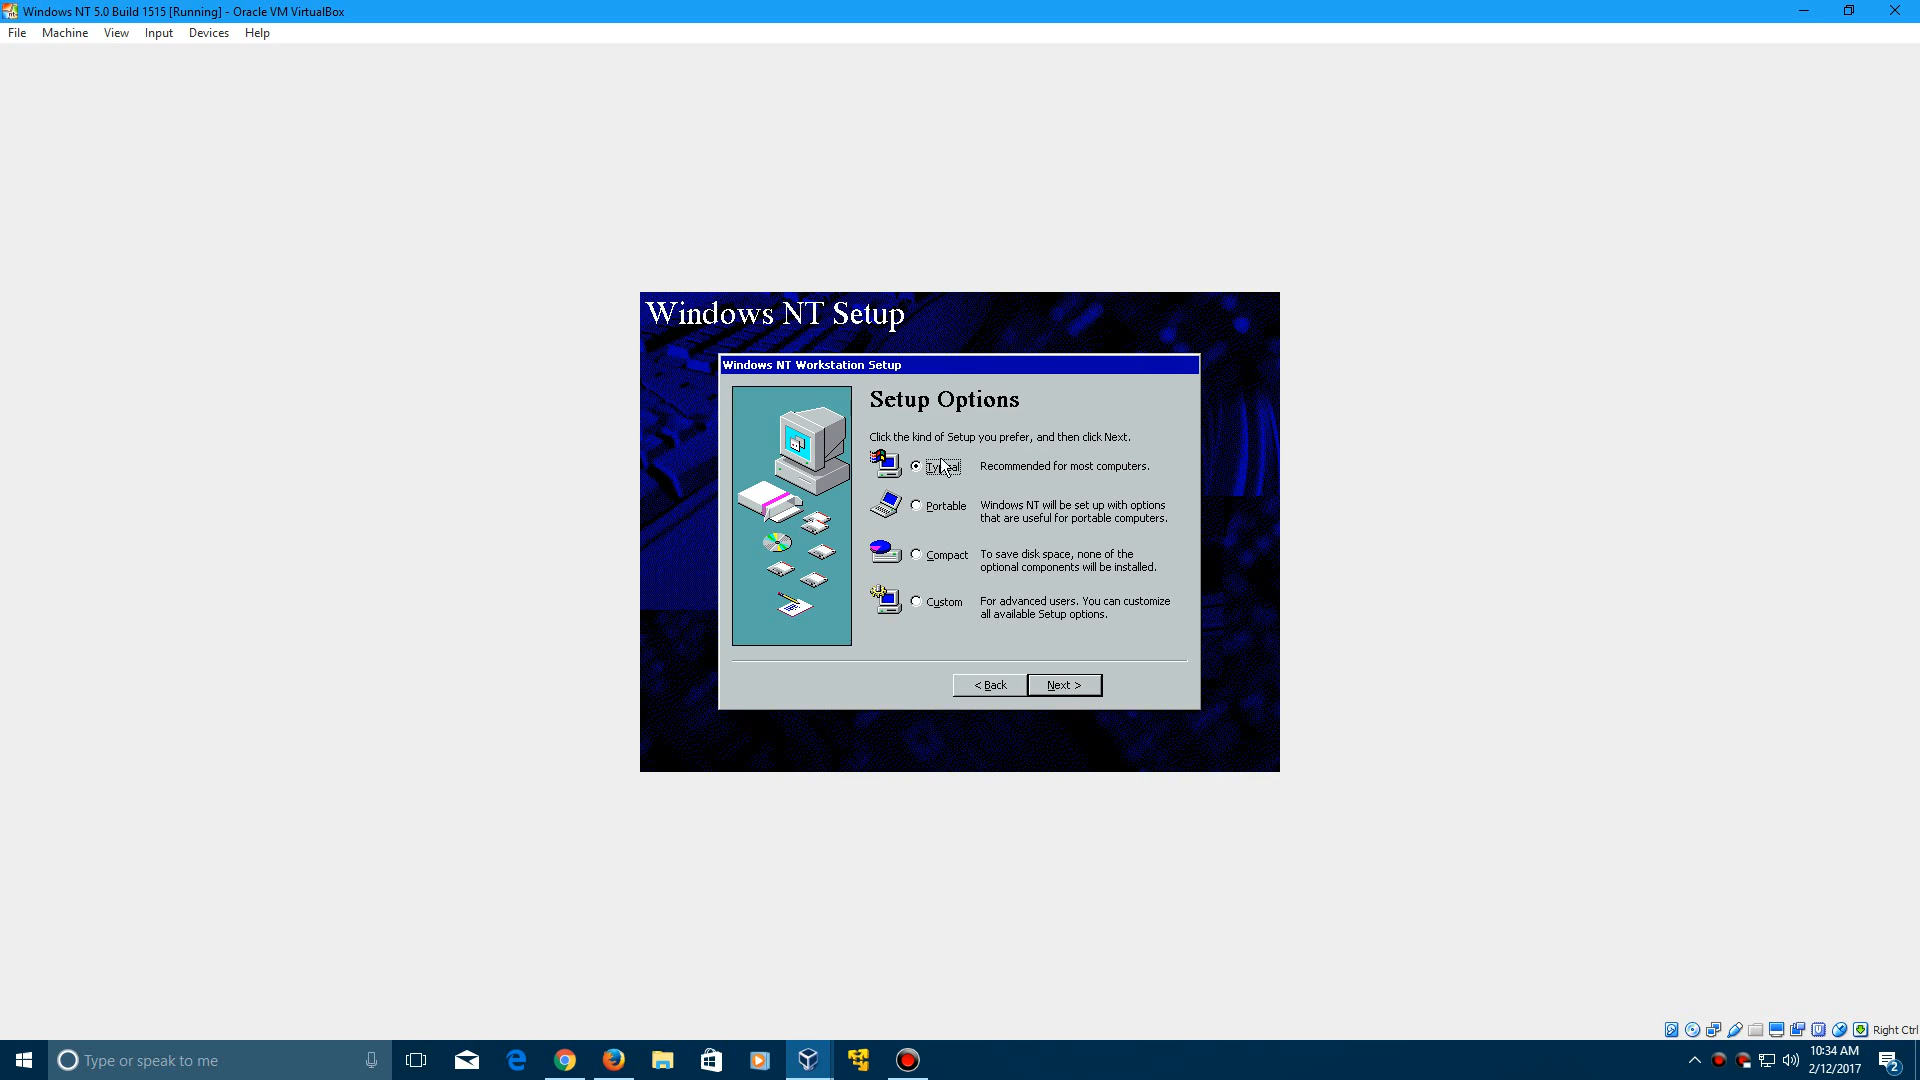 Windows NT 5.0 Build 1515 [Running] - Oracle VM VirtualBox
File Machine View Input Devices Help
Windows NT Setup
Windows NT Workstation Setup
Setup Options
Click the kind of Setup you prefer, and then click Next.
Recommended for most computers.
Portable
Windows NT will be set up with options
that are useful for portable computers.
Compact
To save disk space, none of the
optional components will be installed.
Custom
For advanced users. You can customize
all available Setup options.
< Back
Next >
Right Ctrl
Type or speak to me
10:34 AM
2/12/2017
2